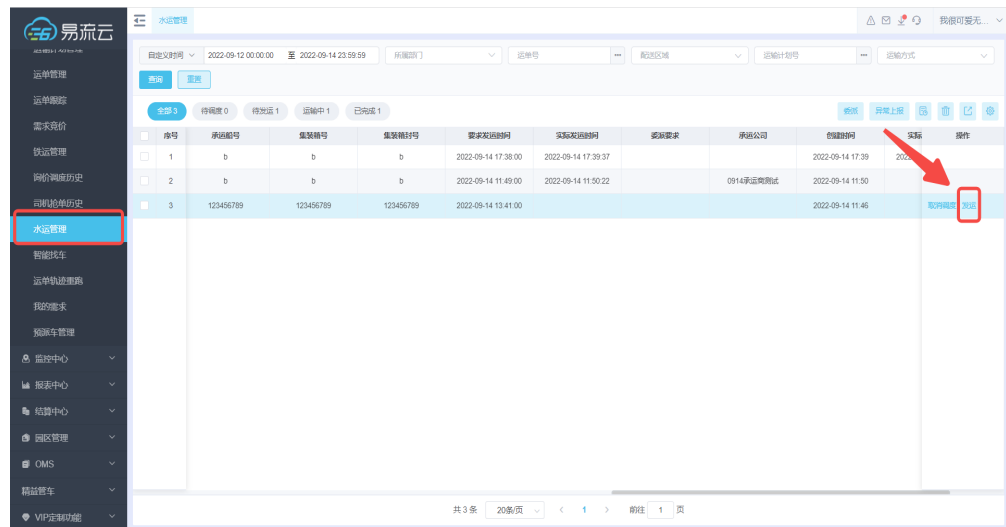 易流云
水运管理
我很可爱无...
自定义时间
2022-09-12 00:00:00 至 2022-09-14 23:59:59
所属部门
运单号
配送区域
运输计划号
运输方式
查询
重置
全部 3
待调度 0
待发运 1
运输中 1
已完成 1
委派
异常上报
序号 承运船号 集装箱号 集装箱封号 要求发运时间 实际发运时间 委派要求 承运公司 创建时间 实际 操作
1 b b b 2022-09-14 17:38:00 2022-09-14 17:39:37 2022-09-14 17:39 2022
2 b b b 2022-09-14 11:49:00 2022-09-14 11:50:22 0914承运商测试 2022-09-14 11:50
3 123456789 123456789 123456789 2022-09-14 13:41:00 2022-09-14 11:46 取消调度 发运
运单管理
运单跟踪
需求竞价
铁运管理
询价调度历史
司机抢单历史
水运管理
智能找车
运单轨迹重跑
我的需求
预派车管理
监控中心
报表中心
结算中心
园区管理
OMS
精益管车
VIP定制功能
共 3 条 20条/页 < 1 > 前往 1 页